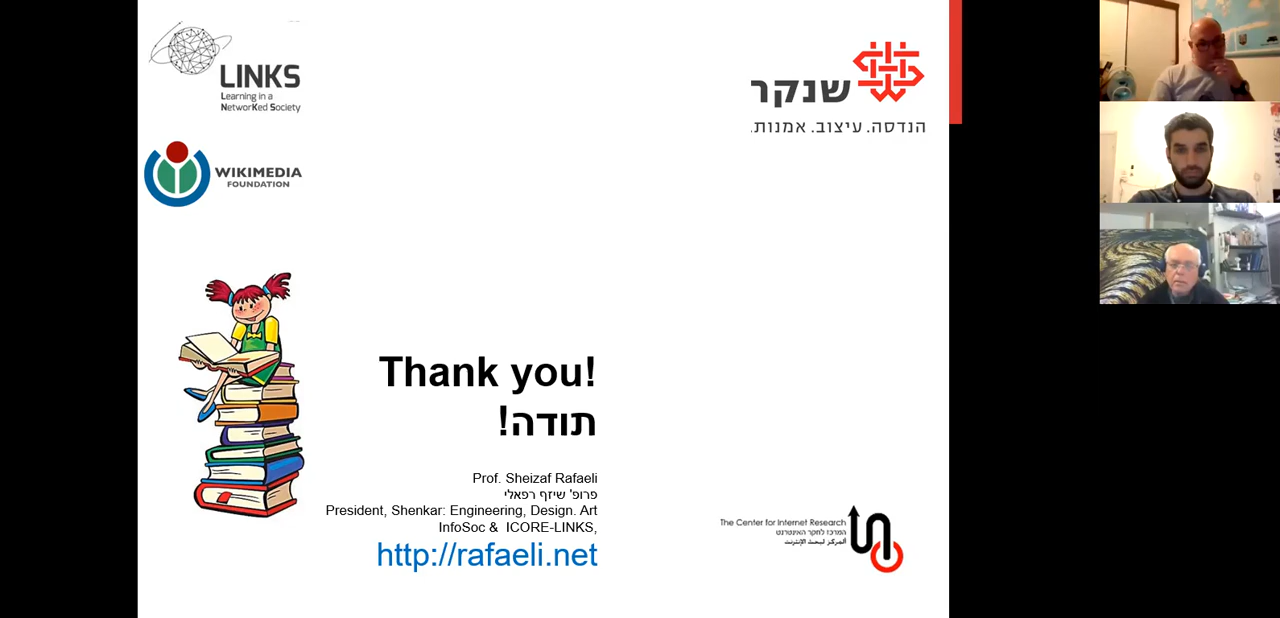 LINKS
Learning in a
NetworKed Society
WIKIMEDIA
FOUNDATION
שנקר
הנדסה. עיצוב. אמנות.
Thank you!
תודה!
Prof. Sheizaf Rafaeli
פרופ' שיזף רפאלי
President, Shenkar: Engineering, Design. Art
InfoSoc & ICORE-LINKS,
http://rafaeli.net
The Center for Internet Research
המרכז לחקר האינטרנט
המركز لبحث الإنترنت